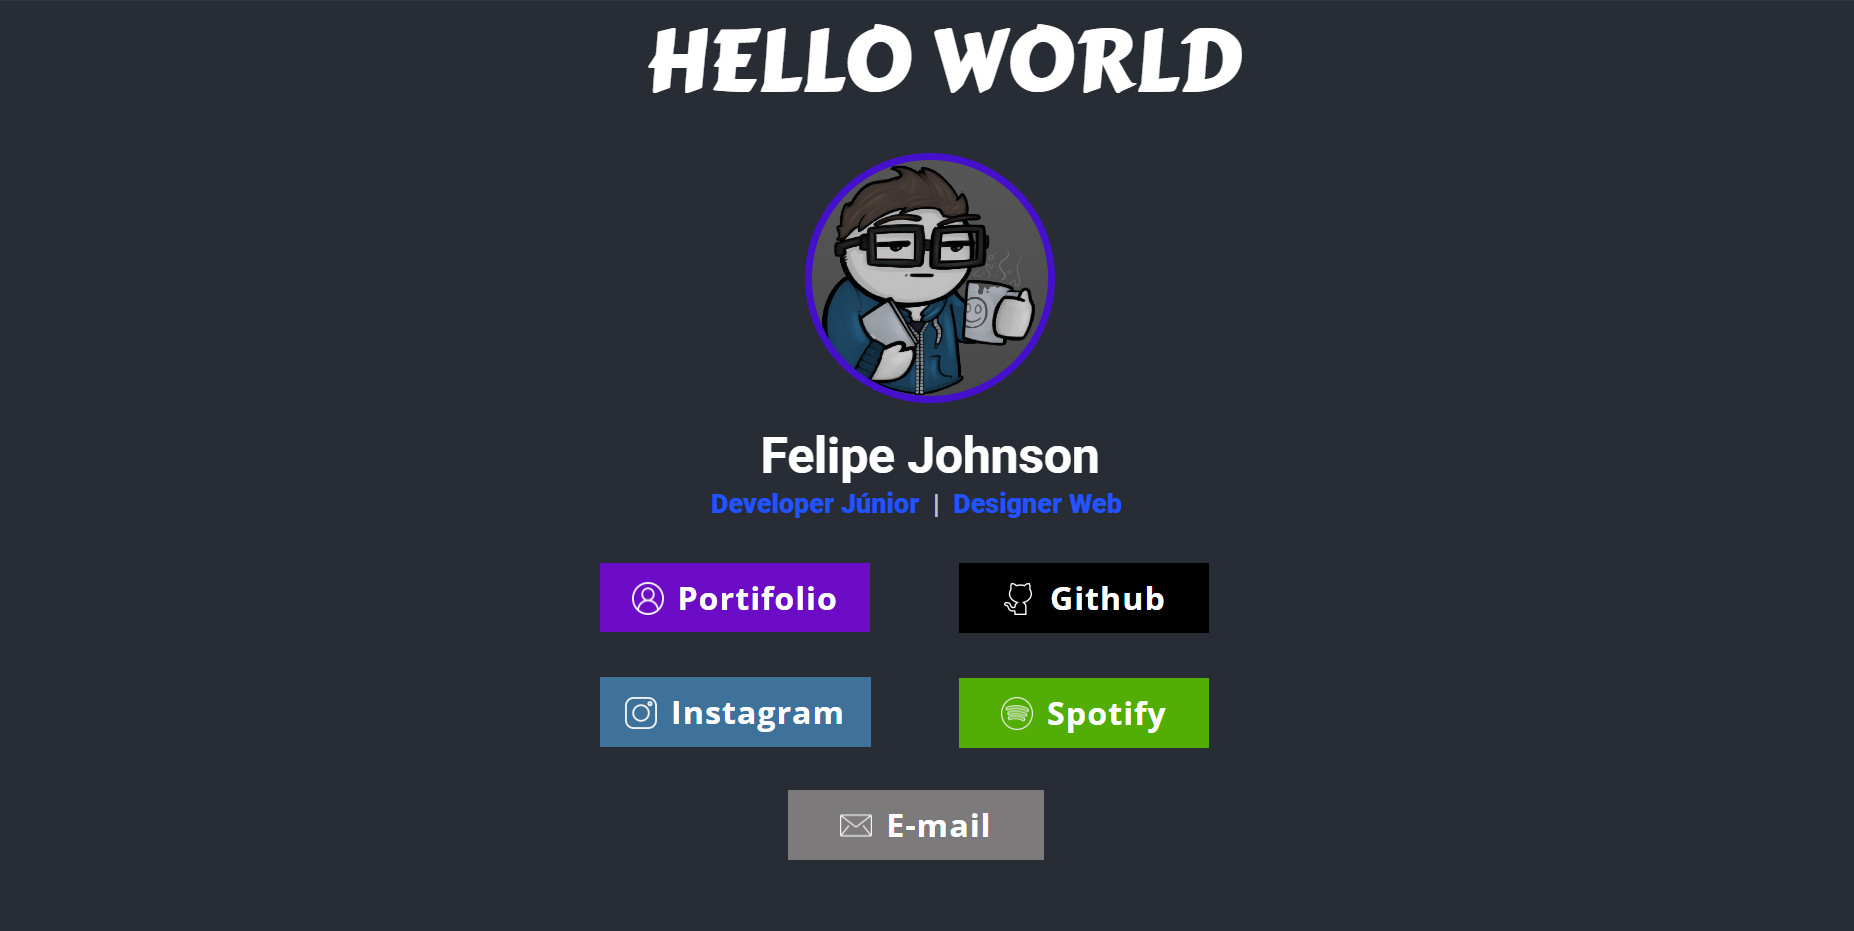 HELLO WORLD
Felipe Johnson
Developer Júnior | Designer Web
Portifolio
Github
Instagram
Spotify
E-mail